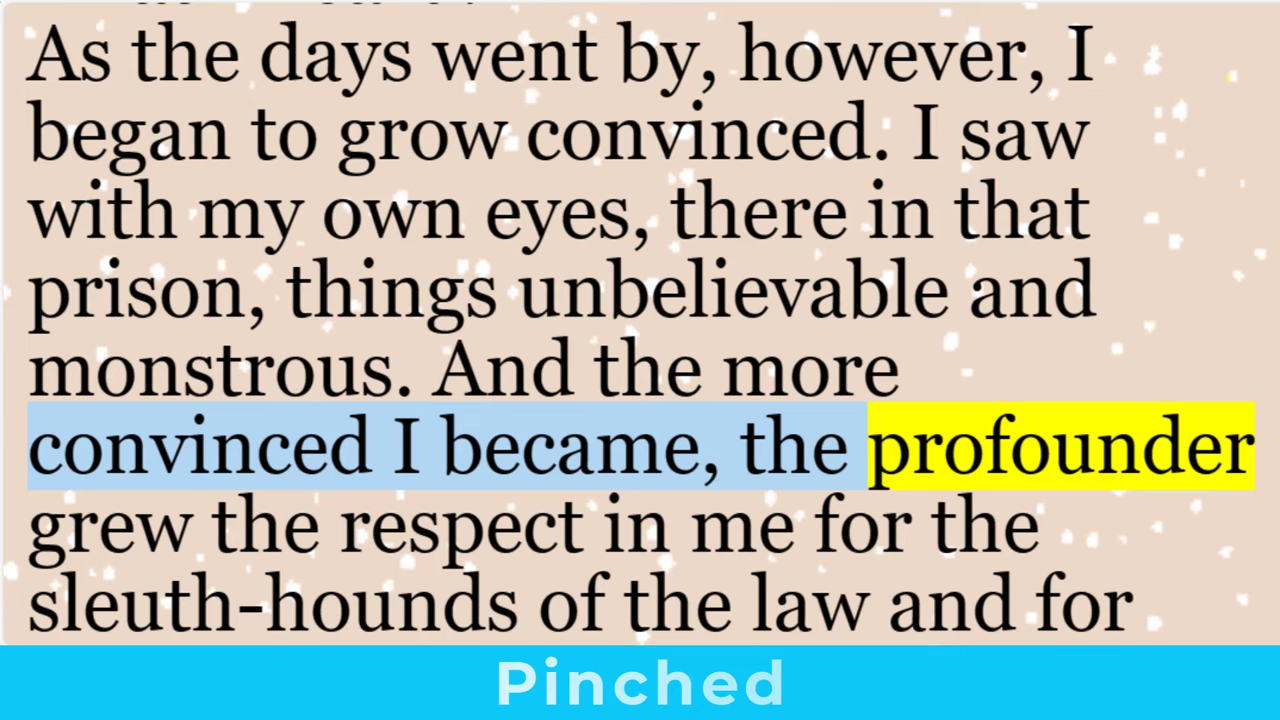 As the days went by, however, I
began to grow convinced. I saw
with my own eyes, there in that
prison, things unbelievable and
monstrous. And the more
convinced I became, the profounder
grew the respect in me for the
sleuth-hounds of the law and for
Pinched